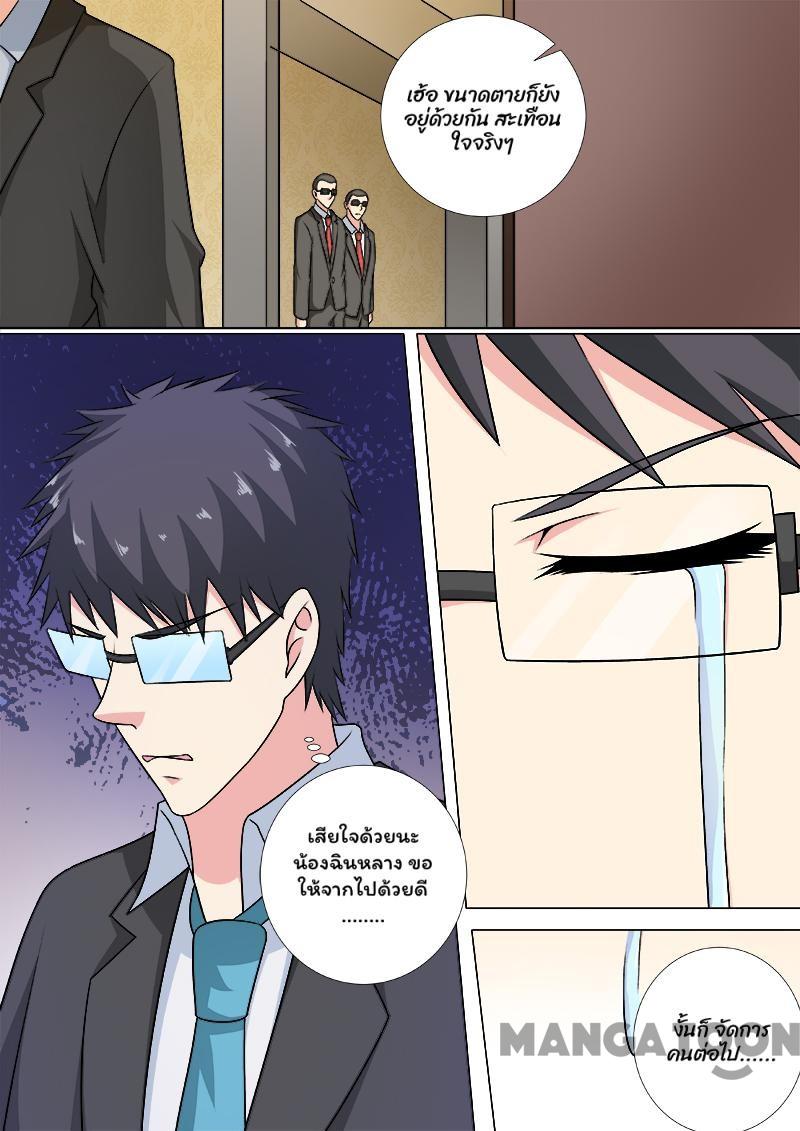 เฮ้อ ขนาดตายก็ยัง
อยู่ด้วยกัน สะเทือน
ใจจริงๆ
เสียใจด้วยนะ
น้องฉินหลาง ขอ
ให้จากไปด้วยดี
........
งั้นก็ จัดการ
คนต่อไป......
MANGATOON